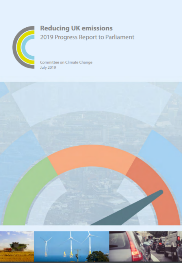 Reducing UK emissions
2019 Progress Report to Parliament
Committee on Climate Change
July 2019